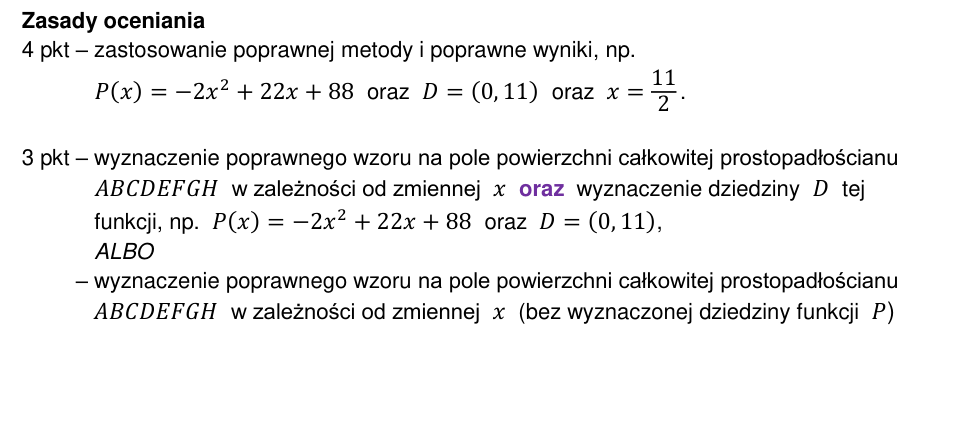 Zasady oceniania
4 pkt – zastosowanie poprawnej metody i poprawne wyniki, np.
P(x) = −2x² + 22x + 88 oraz D = (0, 11) oraz x = 11/2 .
3 pkt – wyznaczenie poprawnego wzoru na pole powierzchni całkowitej prostopadłościanu
ABCDEFGH w zależności od zmiennej x oraz wyznaczenie dziedziny D tej
funkcji, np. P(x) = −2x² + 22x + 88 oraz D = (0, 11),
ALBO
– wyznaczenie poprawnego wzoru na pole powierzchni całkowitej prostopadłościanu
ABCDEFGH w zależności od zmiennej x (bez wyznaczonej dziedziny funkcji P)